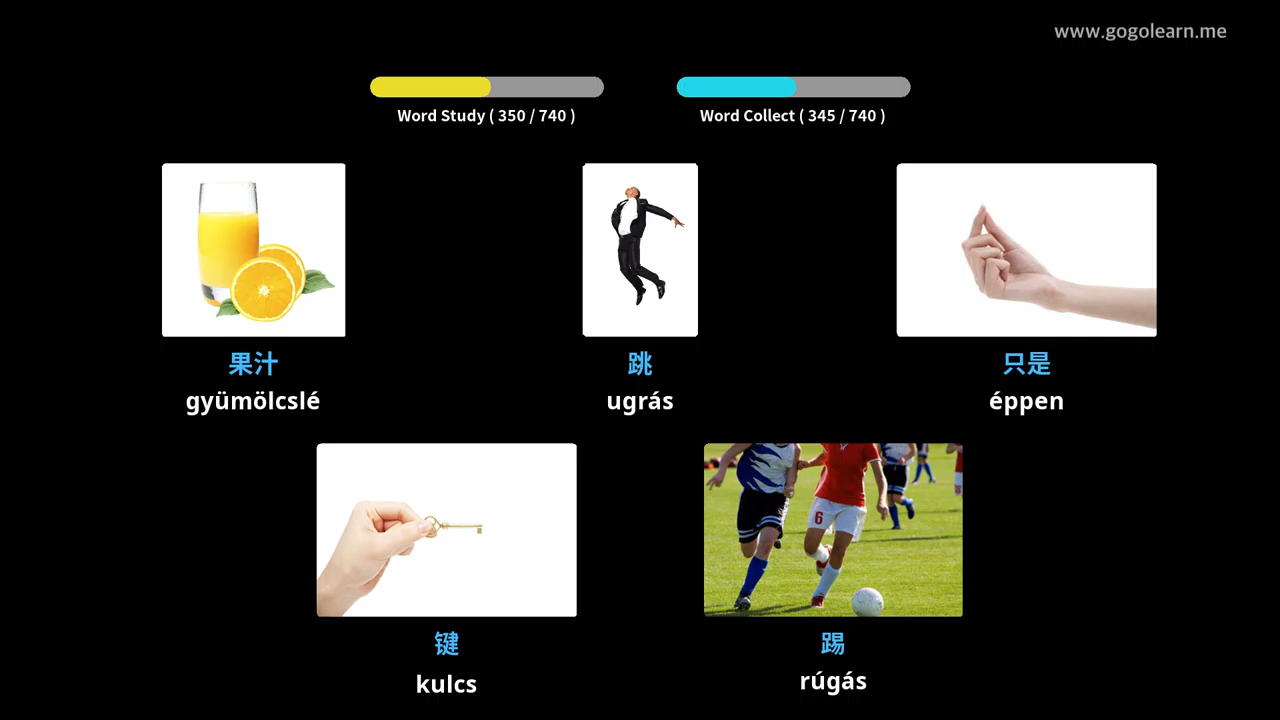 www.gogolearn.me
Word Study ( 350 / 740 )
Word Collect ( 345 / 740 )
果汁
gyümölcslé
跳
ugrás
只是
éppen
6
键
kulcs
踢
rúgás